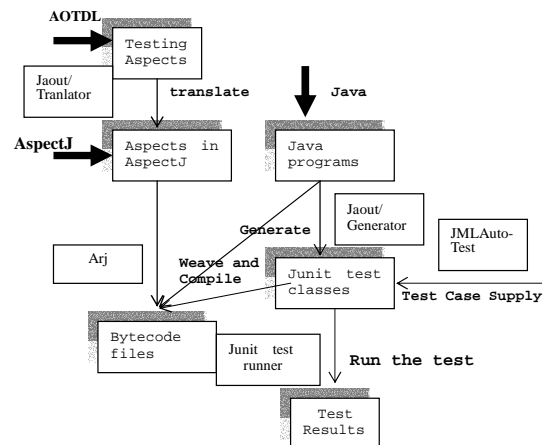 AOTDL
Testing
Aspects
Jaout/
Tranlator
translate
Java
AspectJ
Aspects in
AspectJ
Java
programs
Jaout/
Generator
JMLAuto-
Test
Generate
Arj
Weave and
Compile
Junit test
classes
Test Case Supply
Bytecode
files
Junit test
runner
Run the test
Test
Results